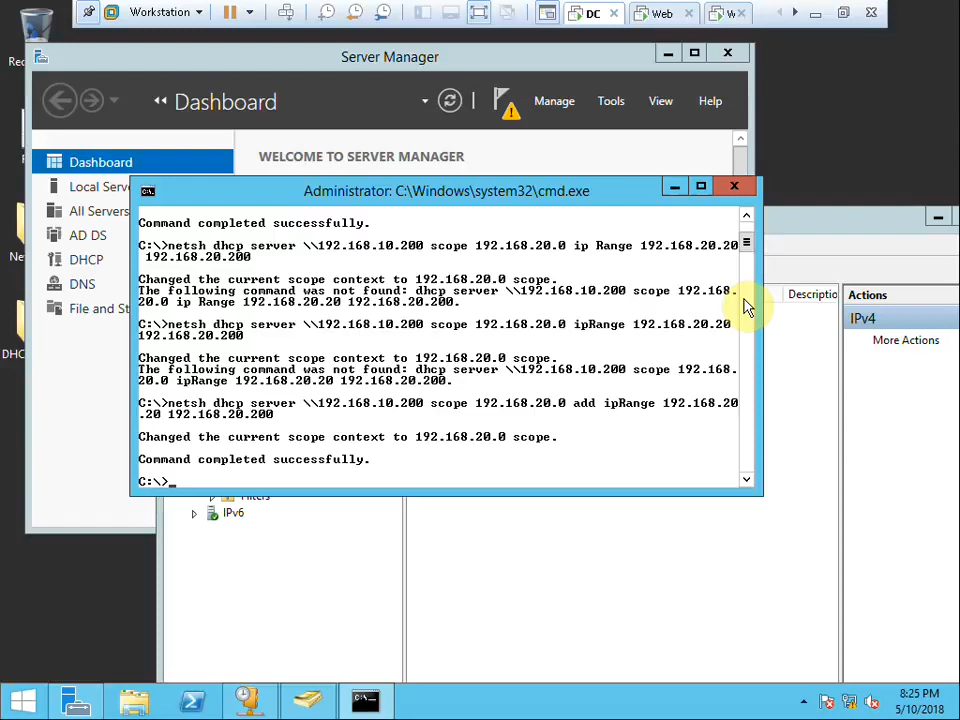 Workstation
DC
Web
W
Server Manager
Dashboard
Manage
Tools
View
Help
Dashboard
WELCOME TO SERVER MANAGER
Local Serve
All Servers
AD DS
DHCP
DNS
File and St
Administrator: C:\Windows\system32\cmd.exe
Command completed successfully.
C:\>netsh dhcp server \\192.168.10.200 scope 192.168.20.0 ip Range 192.168.20.20
192.168.20.200
Changed the current scope context to 192.168.20.0 scope.
The following command was not found: dhcp server \\192.168.10.200 scope 192.168.
20.0 ip Range 192.168.20.20 192.168.20.200.
C:\>netsh dhcp server \\192.168.10.200 scope 192.168.20.0 ipRange 192.168.20.20
192.168.20.200
Changed the current scope context to 192.168.20.0 scope.
The following command was not found: dhcp server \\192.168.10.200 scope 192.168.
20.0 ipRange 192.168.20.20 192.168.20.200.
C:\>netsh dhcp server \\192.168.10.200 scope 192.168.20.0 add ipRange 192.168.20
.20 192.168.20.200
Changed the current scope context to 192.168.20.0 scope.
Command completed successfully.
C:\>_
Descriptio
Actions
IPv4
More Actions
Filters
IPv6
8:25 PM
5/10/2018